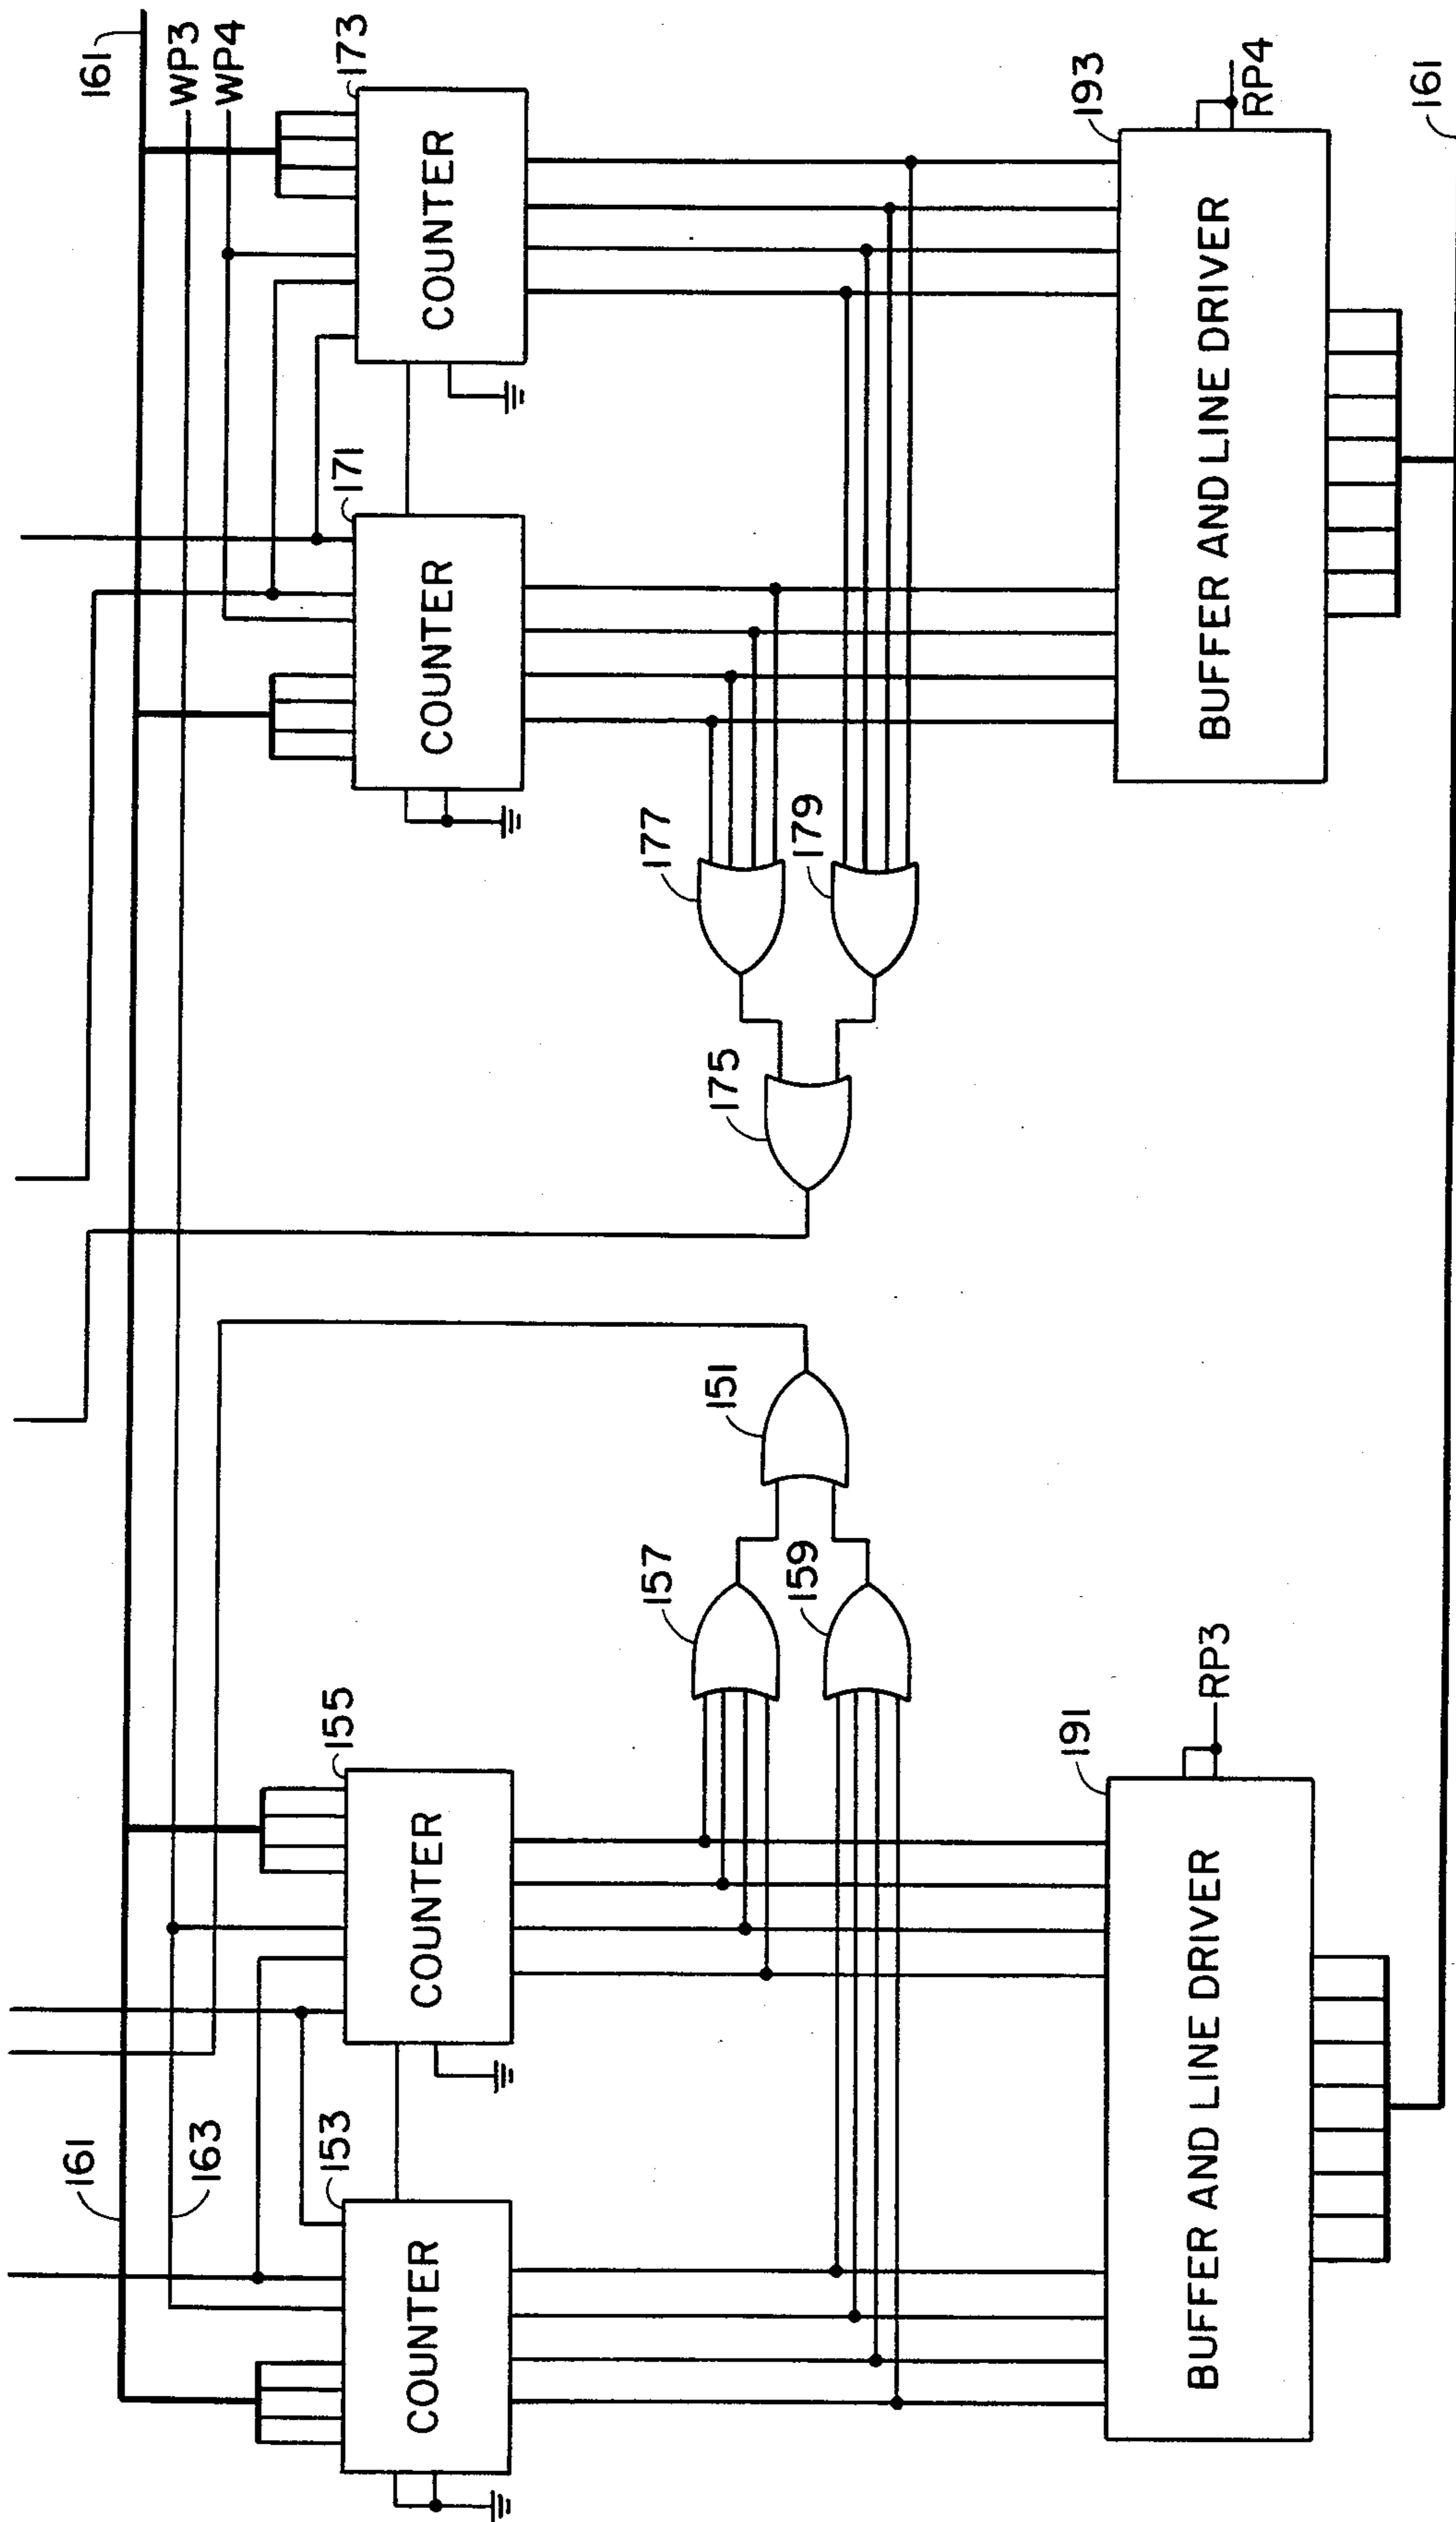 161
WP3
WP4
161
163
153
155
171
173
COUNTER
COUNTER
COUNTER
COUNTER
157
159
151
175
177
179
191
193
BUFFER AND LINE DRIVER
BUFFER AND LINE DRIVER
RP3
RP4
161